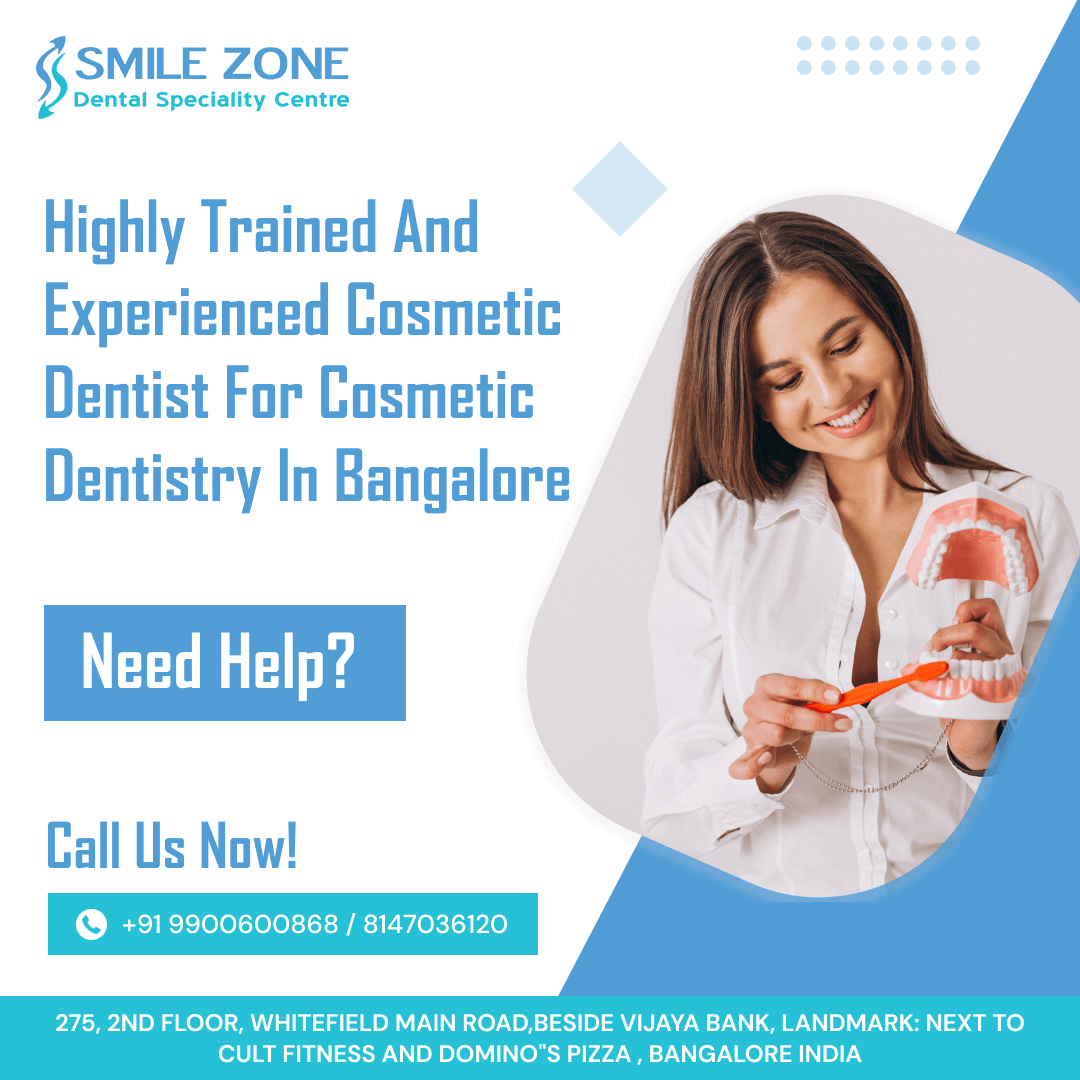 SMILE ZONE
Dental Speciality Centre
Highly Trained And
Experienced Cosmetic
Dentist For Cosmetic
Dentistry In Bangalore
Need Help?
Call Us Now!
+91 9900600868 / 8147036120
275, 2ND FLOOR, WHITEFIELD MAIN ROAD,BESIDE VIJAYA BANK, LANDMARK: NEXT TO
CULT FITNESS AND DOMINO"S PIZZA , BANGALORE INDIA